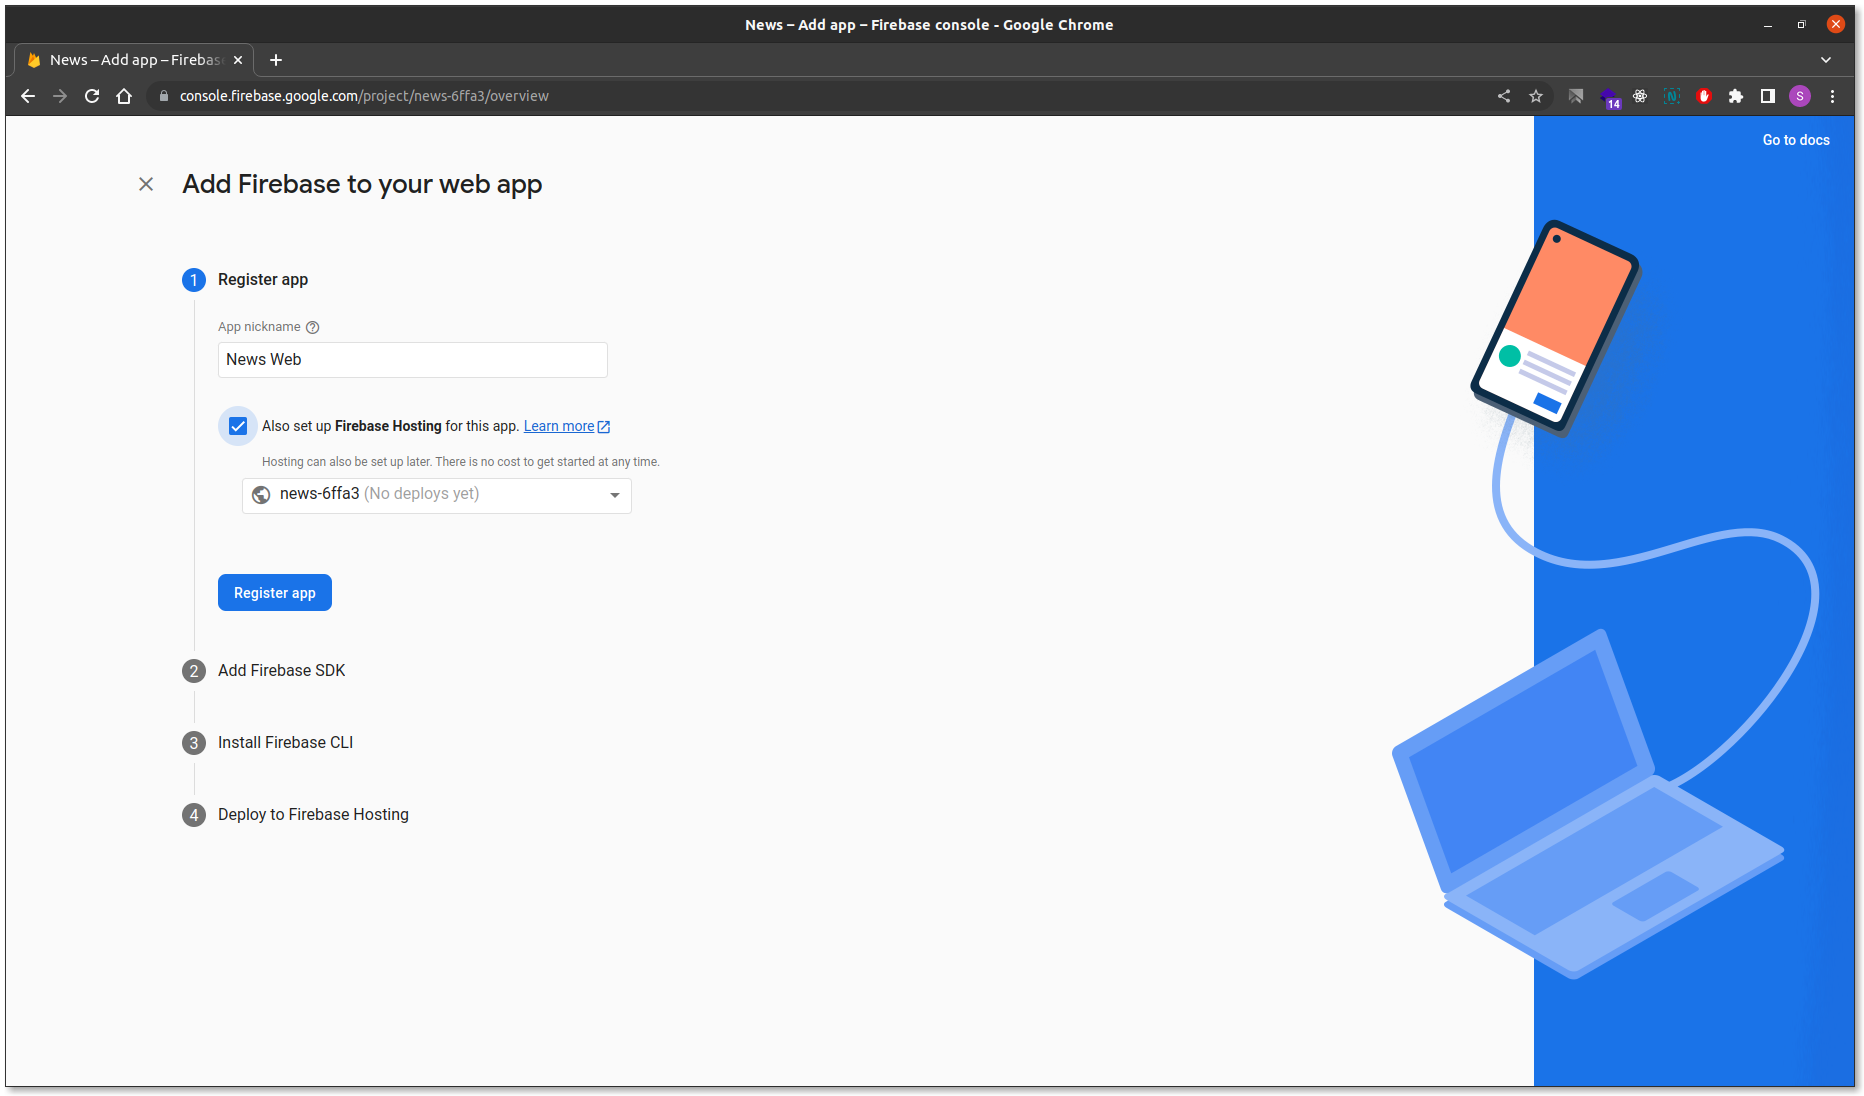 News – Add app – Firebase console - Google Chrome
News – Add app – Firebas
console.firebase.google.com/project/news-6ffa3/overview
14
N
S
Go to docs
Add Firebase to your web app
1 Register app
App nickname
News Web
Also set up Firebase Hosting for this app. Learn more
Hosting can also be set up later. There is no cost to get started at any time.
news-6ffa3 (No deploys yet)
Register app
2 Add Firebase SDK
3 Install Firebase CLI
4 Deploy to Firebase Hosting